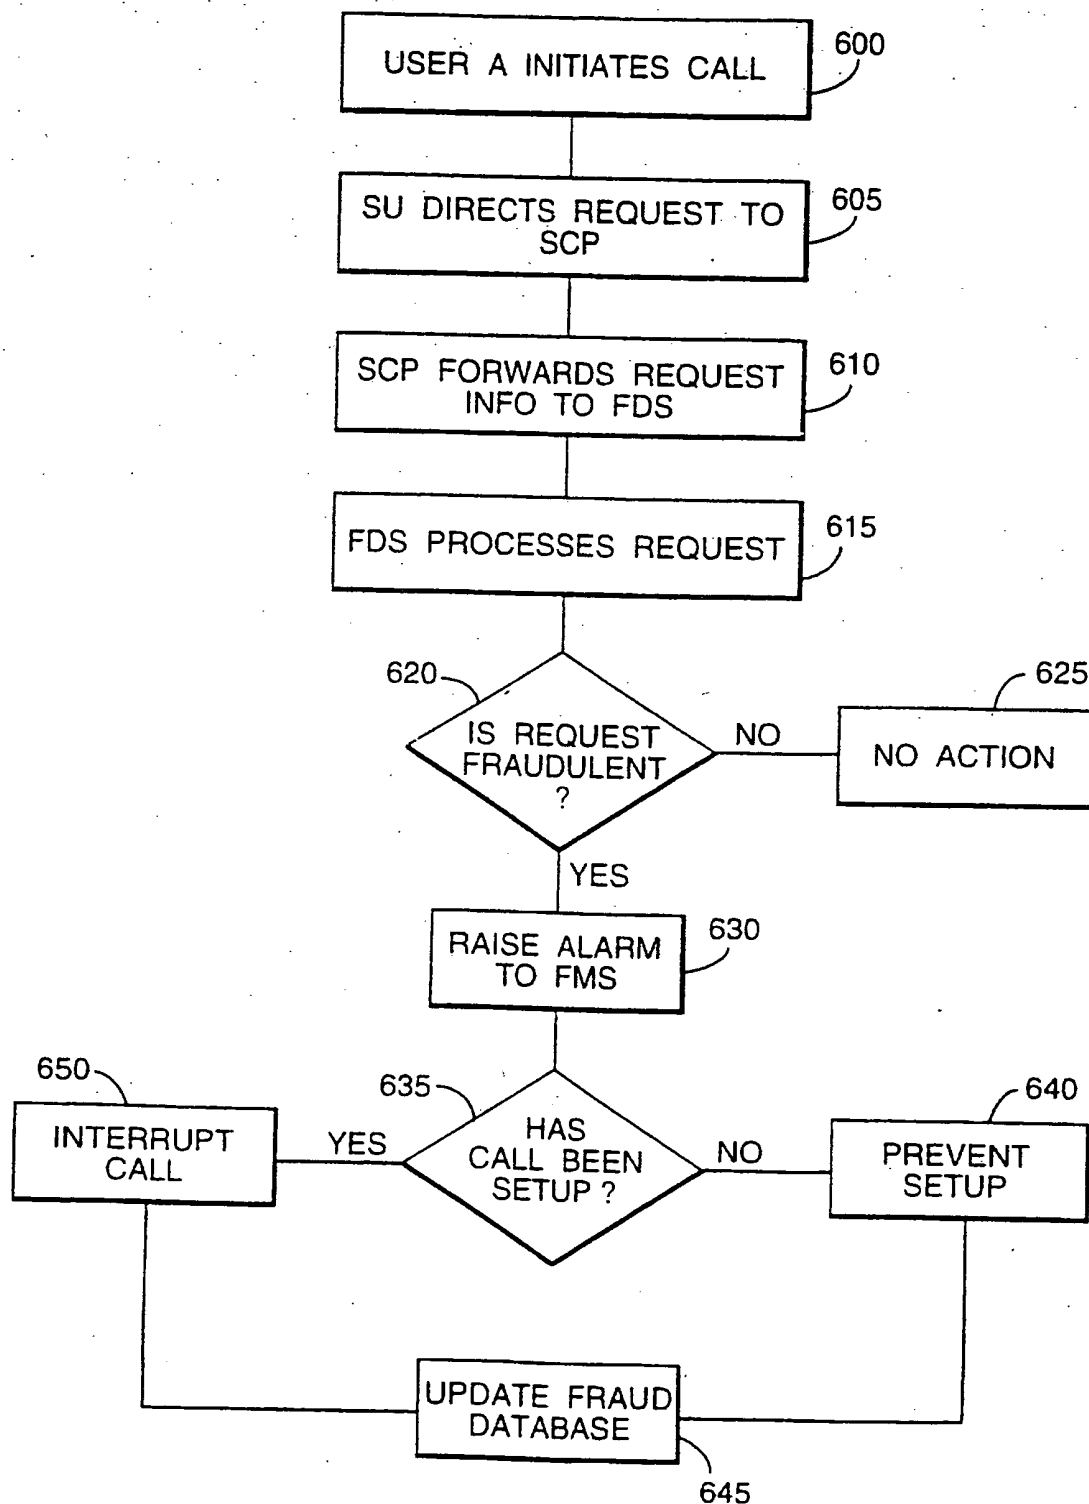 USER A INITIATES CALL
600
SU DIRECTS REQUEST TO
SCP
605
SCP FORWARDS REQUEST
INFO TO FDS
610
FDS PROCESSES REQUEST
615
620
IS REQUEST
FRAUDULENT
?
NO
625
NO ACTION
YES
RAISE ALARM
TO FMS
630
650
INTERRUPT
CALL
YES
635
HAS
CALL BEEN
SETUP ?
NO
640
PREVENT
SETUP
UPDATE FRAUD
DATABASE
645